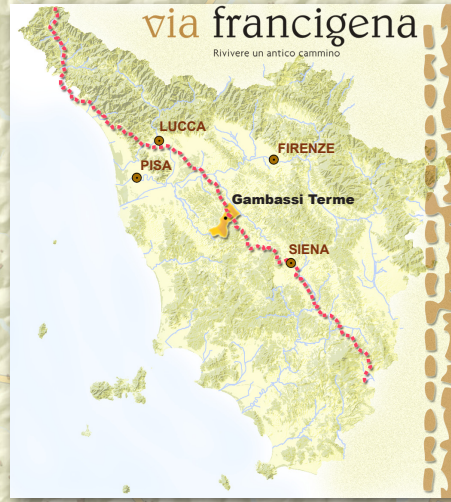 via francigena
Rivivere un antico cammino
LUCCA
FIRENZE
PISA
Gambassi Terme
SIENA